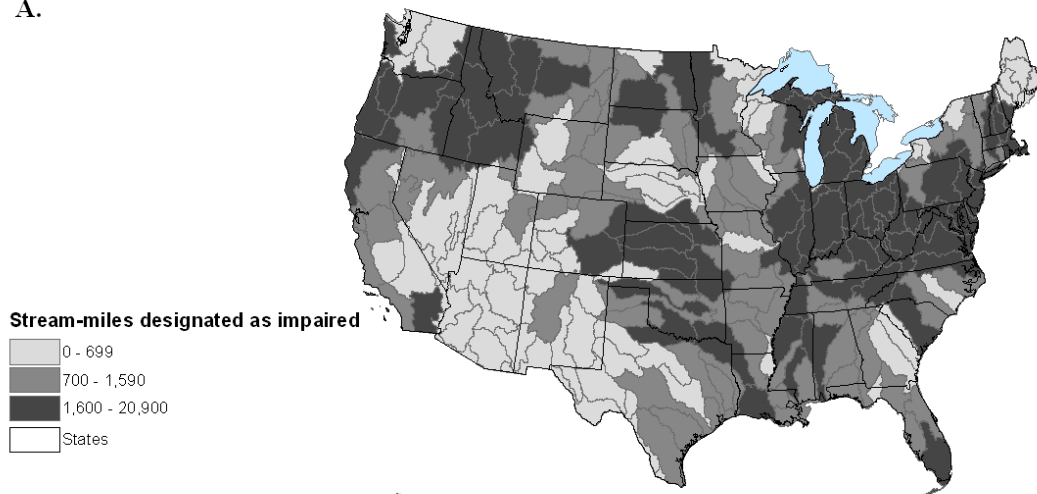 A.
Stream-miles designated as impaired
0 - 699
700 - 1,590
1,600 - 20,900
States